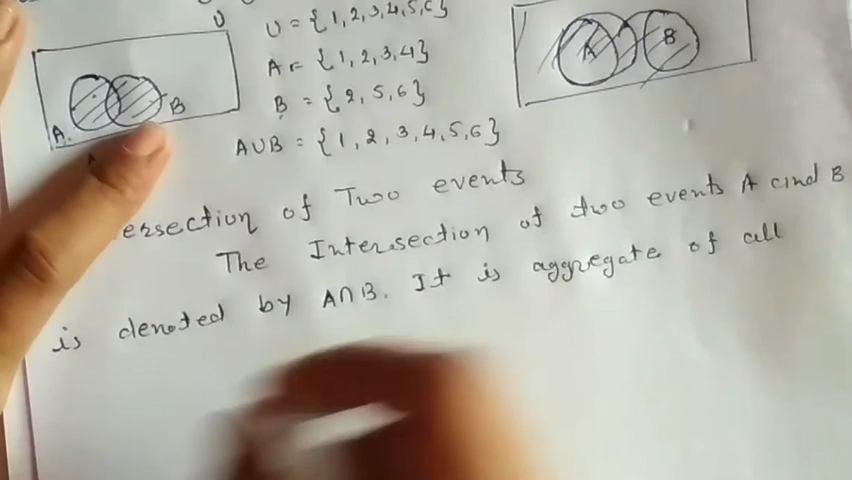 U
U = {1,2,3,4,5,6}
A = {1,2,3,4}
B = {2,5,6}
A∪B = {1,2,3,4,5,6}
A B
A B
ersection of Two events
The Intersection of two events A and B
is denoted by A∩B. It is aggregate of all